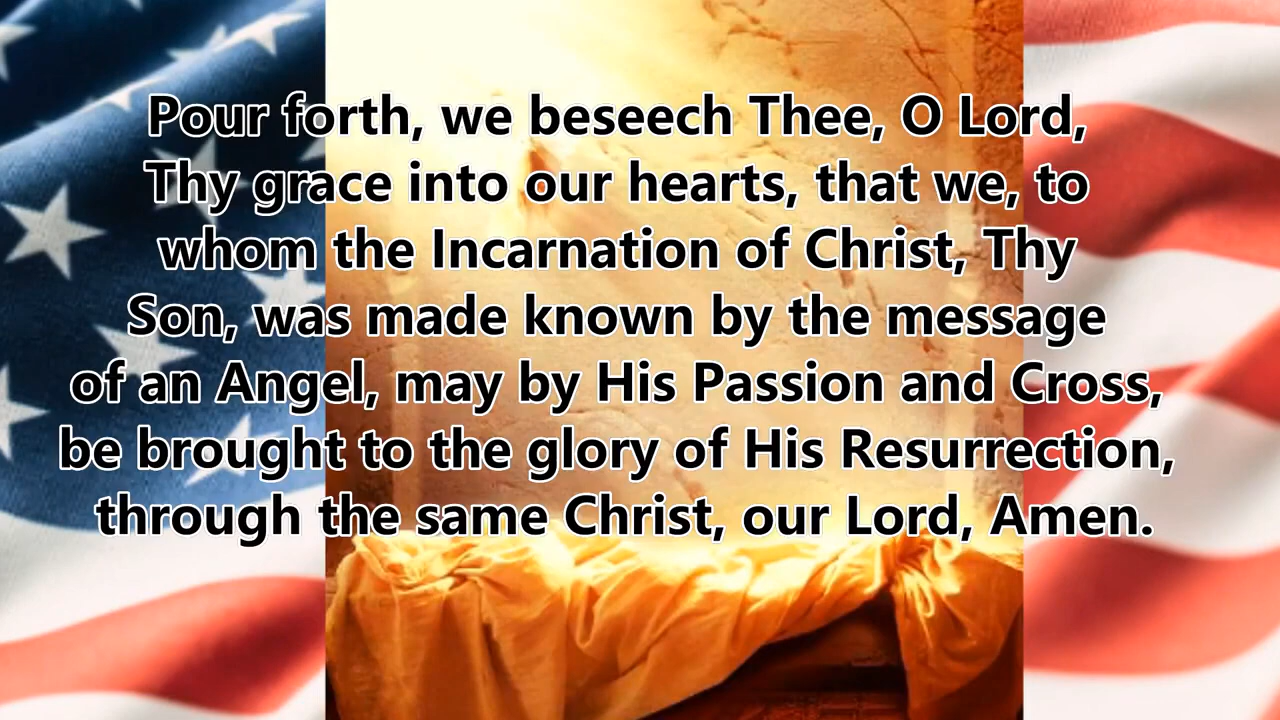 Pour forth, we beseech Thee, O Lord,
Thy grace into our hearts, that we, to
whom the Incarnation of Christ, Thy
Son, was made known by the message
of an Angel, may by His Passion and Cross,
be brought to the glory of His Resurrection,
through the same Christ, our Lord, Amen.